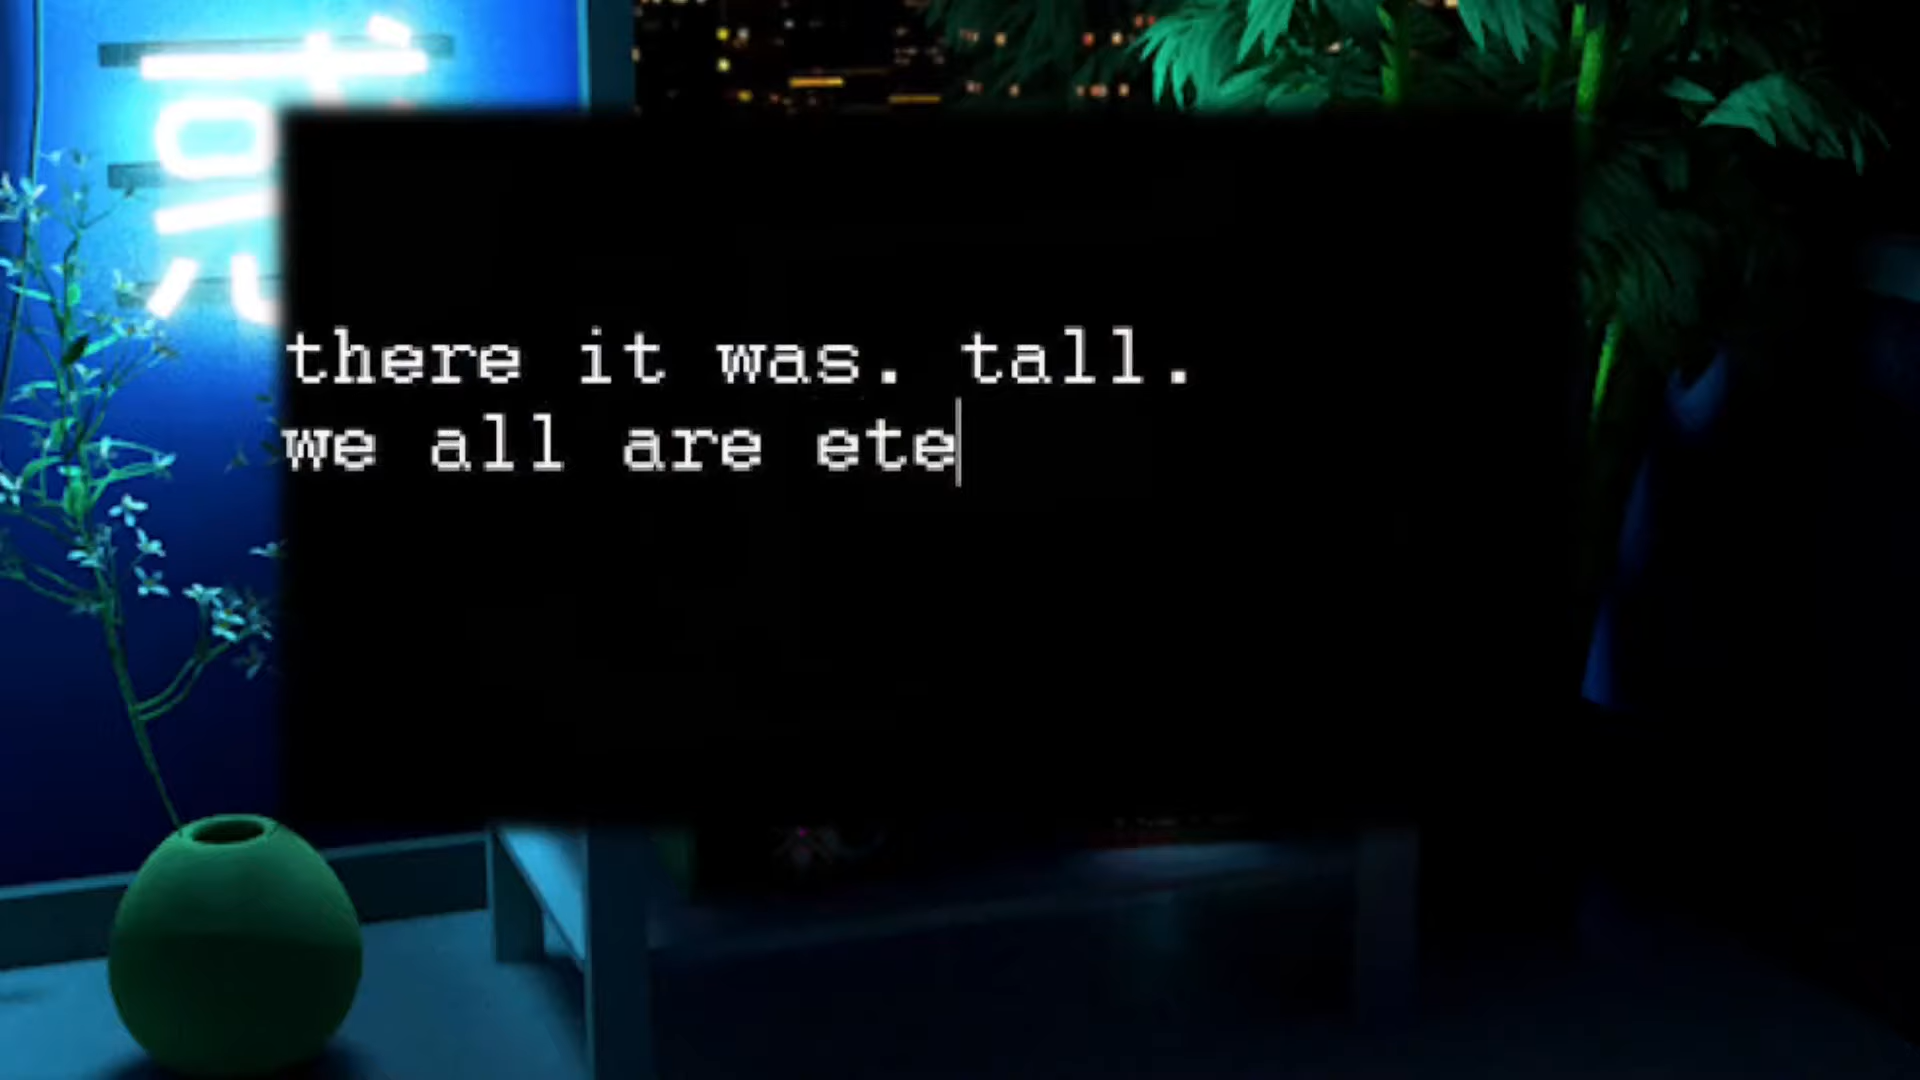 there it was. tall.
we all are ete